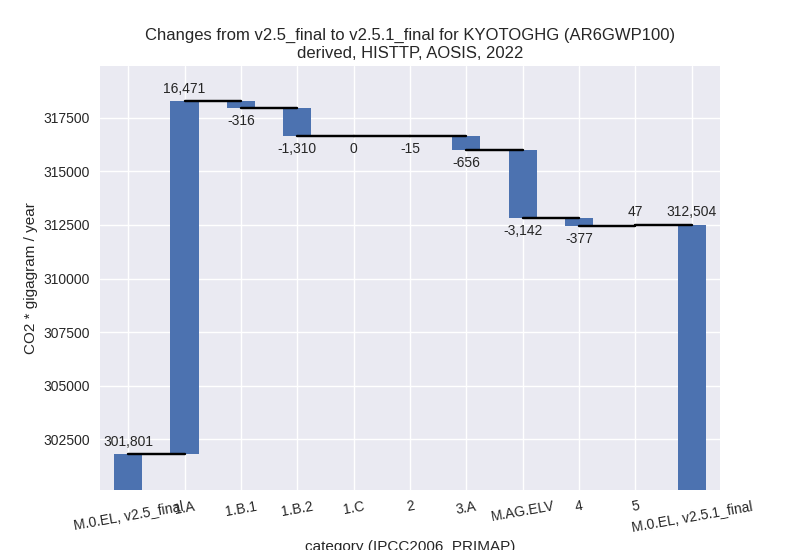 Changes from v2.5_final to v2.5.1_final for KYOTOGHG (AR6GWP100)
derived, HISTTP, AOSIS, 2022
CO2 * gigagram / year
317500
315000
312500
310000
307500
305000
302500
301,801
16,471
-316
-1,310
0
-15
-656
-3,142
-377
47
312,504
M.0.EL, v2.5_final
1.A
1.B.1
1.B.2
1.C
2
3.A
M.AG.ELV
4
5
M.0.EL, v2.5.1_final
category (IPCC2006_PRIMAP)